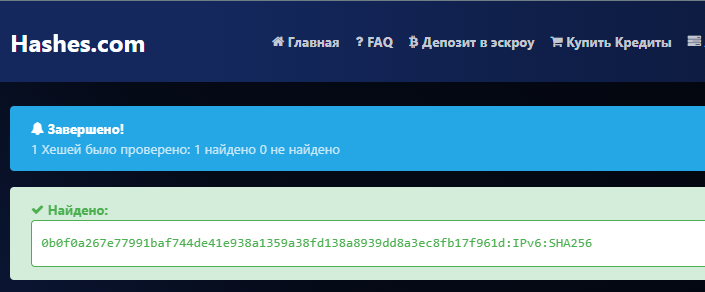 Hashes.com
Главная
FAQ
Депозит в эскроу
Купить Кредиты
Завершено!
1 Хешей было проверено: 1 найдено 0 не найдено
Найдено:
0b0f0a267e77991baf744de41e938a1359a38fd138a8939dd8a3ec8fb17f961d:IPv6:SHA256